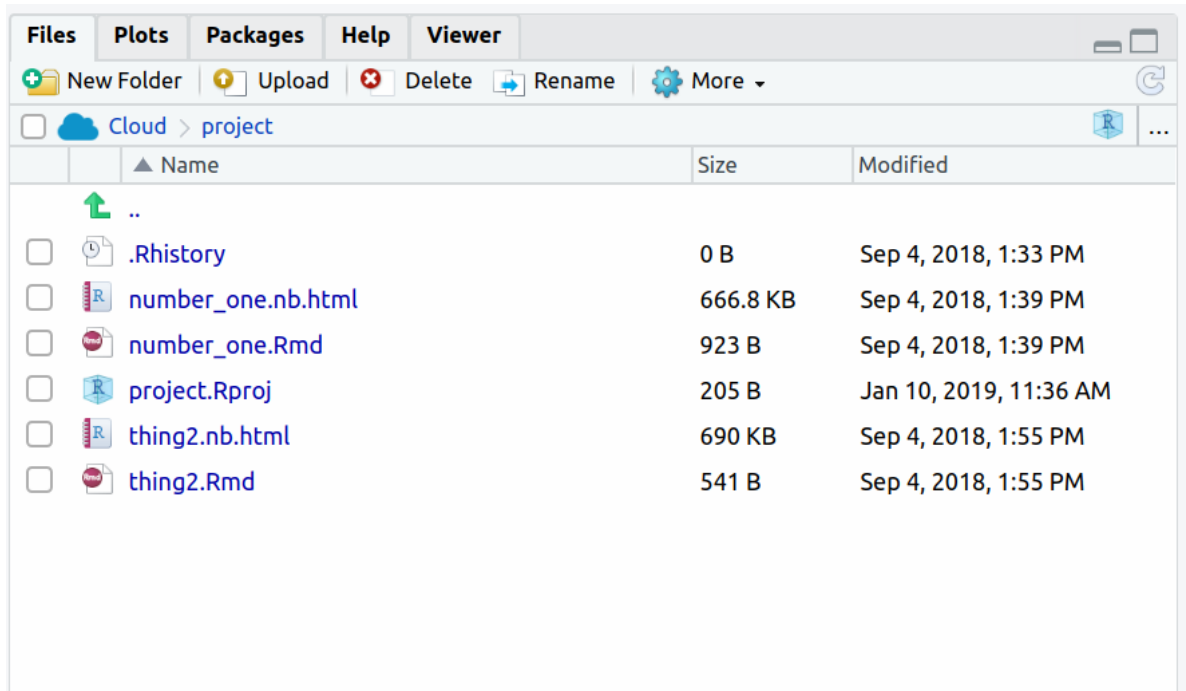 Files Plots Packages Help Viewer
New Folder Upload Delete Rename More
Cloud > project R ...
Name Size Modified
..
.Rhistory 0 B Sep 4, 2018, 1:33 PM
R number_one.nb.html 666.8 KB Sep 4, 2018, 1:39 PM
Rmd number_one.Rmd 923 B Sep 4, 2018, 1:39 PM
R project.Rproj 205 B Jan 10, 2019, 11:36 AM
R thing2.nb.html 690 KB Sep 4, 2018, 1:55 PM
Rmd thing2.Rmd 541 B Sep 4, 2018, 1:55 PM